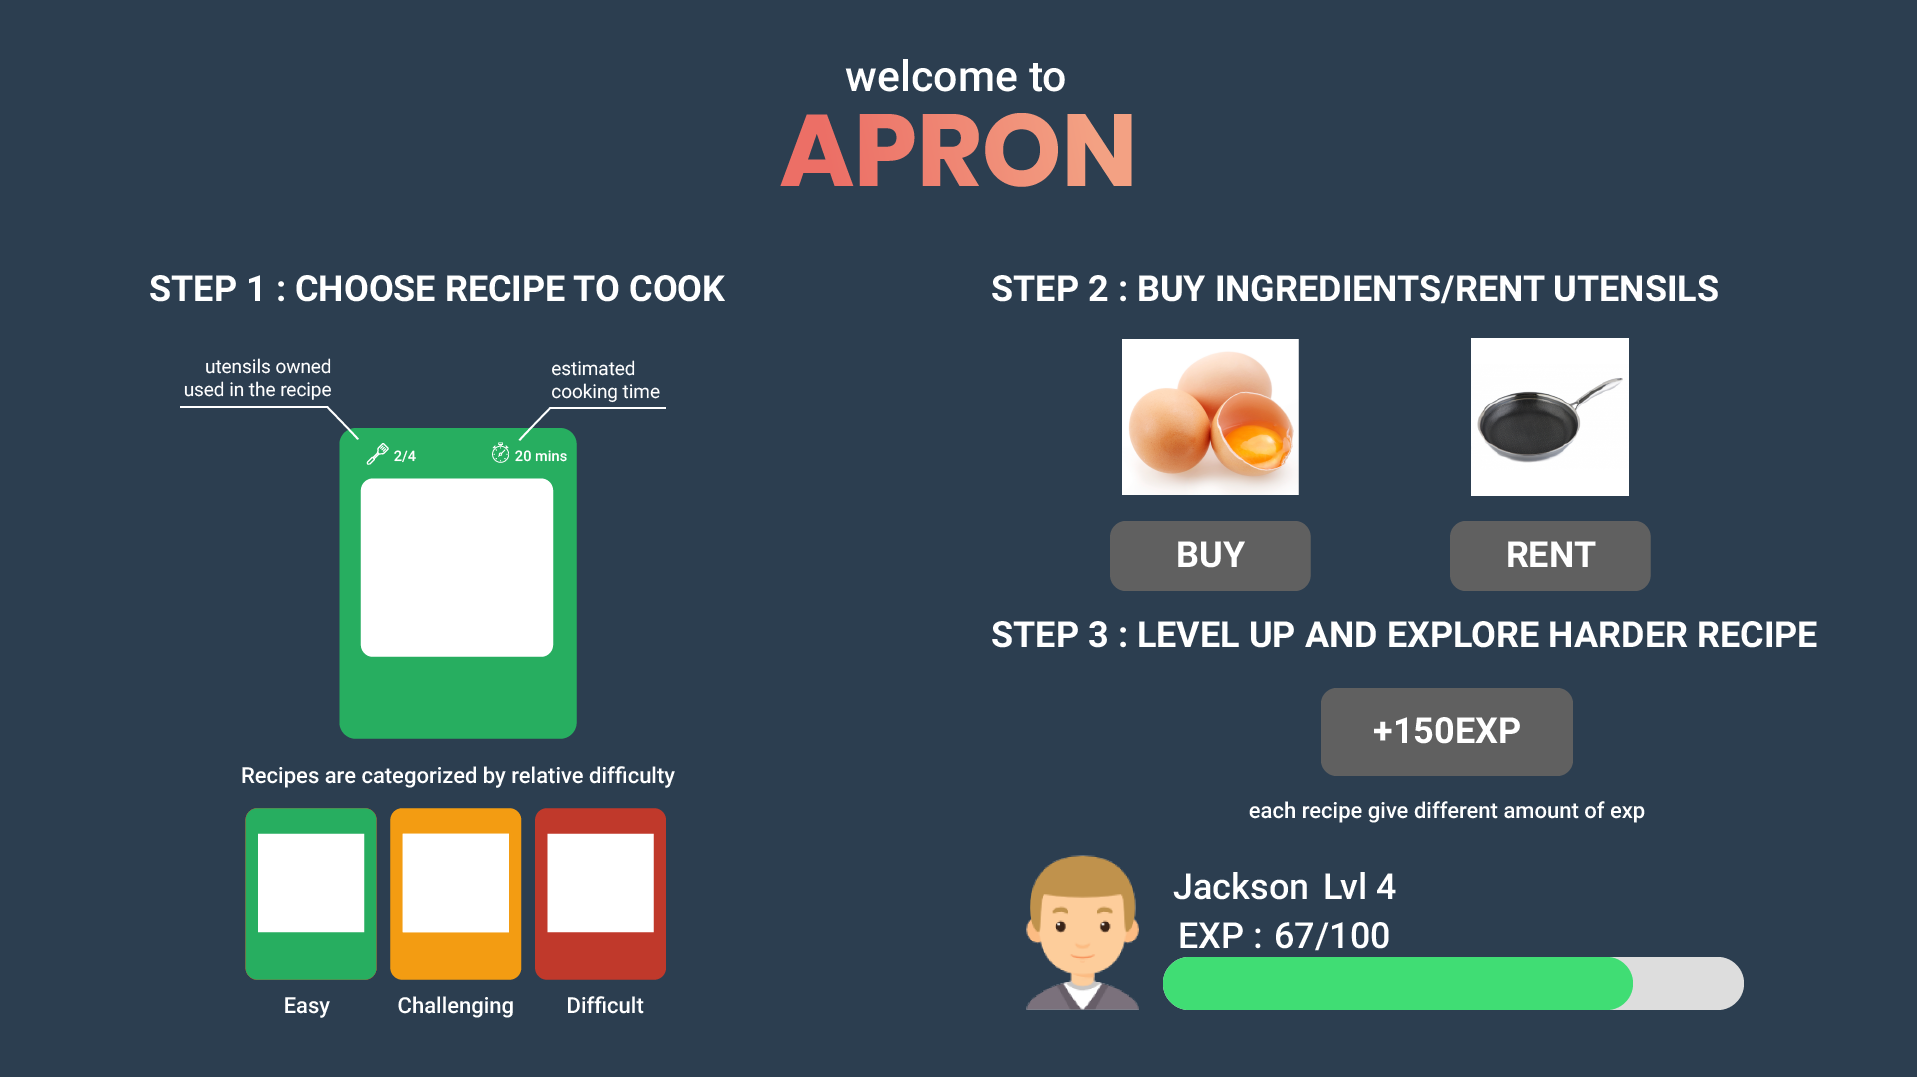 welcome to
APRON
STEP 1 : CHOOSE RECIPE TO COOK
utensils owned
used in the recipe
estimated
cooking time
2/4
20 mins
Recipes are categorized by relative difficulty
Easy
Challenging
Difficult
STEP 2 : BUY INGREDIENTS/RENT UTENSILS
BUY
RENT
STEP 3 : LEVEL UP AND EXPLORE HARDER RECIPE
+150EXP
each recipe give different amount of exp
Jackson Lvl 4
EXP : 67/100